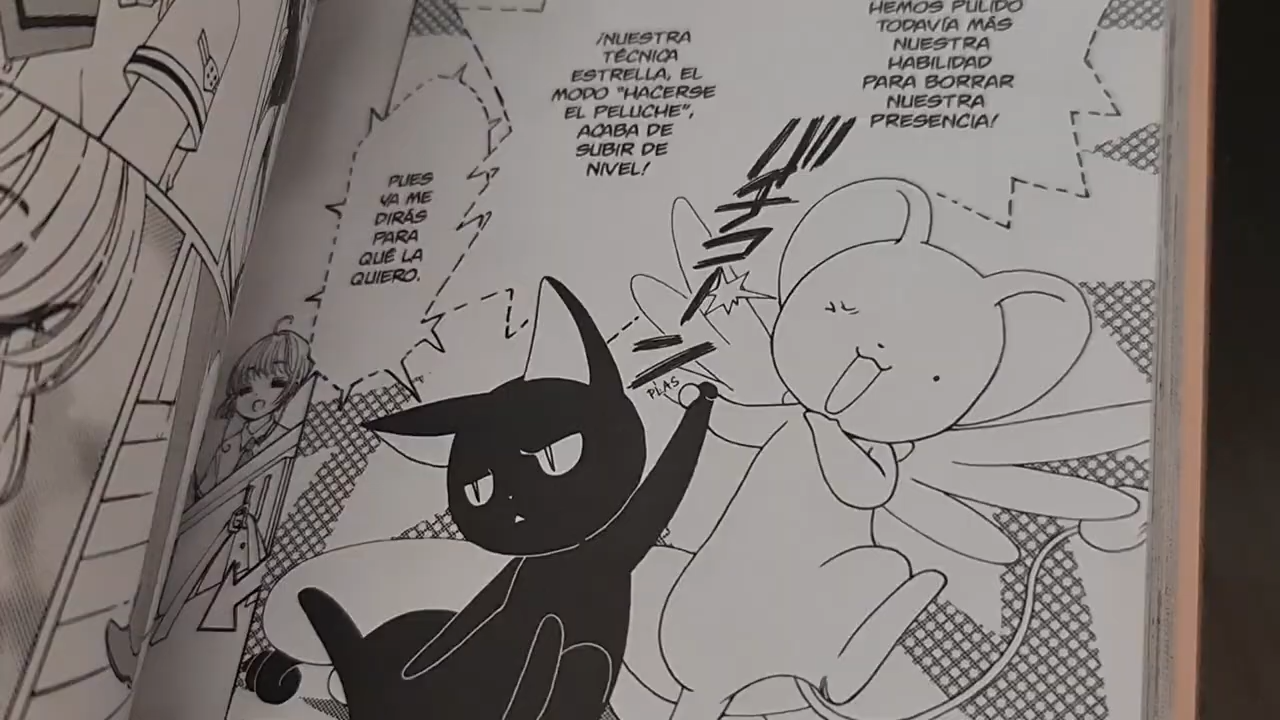 HEMOS PULIDO
TODAVÍA MÁS
NUESTRA
HABILIDAD
PARA BORRAR
NUESTRA
PRESENCIA!
¡NUESTRA
TÉCNICA
ESTRELLA, EL
MODO "HACERSE
EL PELUCHE",
ACABA DE
SUBIR DE
NIVEL!
PLAS
PUES
YA ME
DIRÁS
PARA
QUÉ LA
QUIERO.